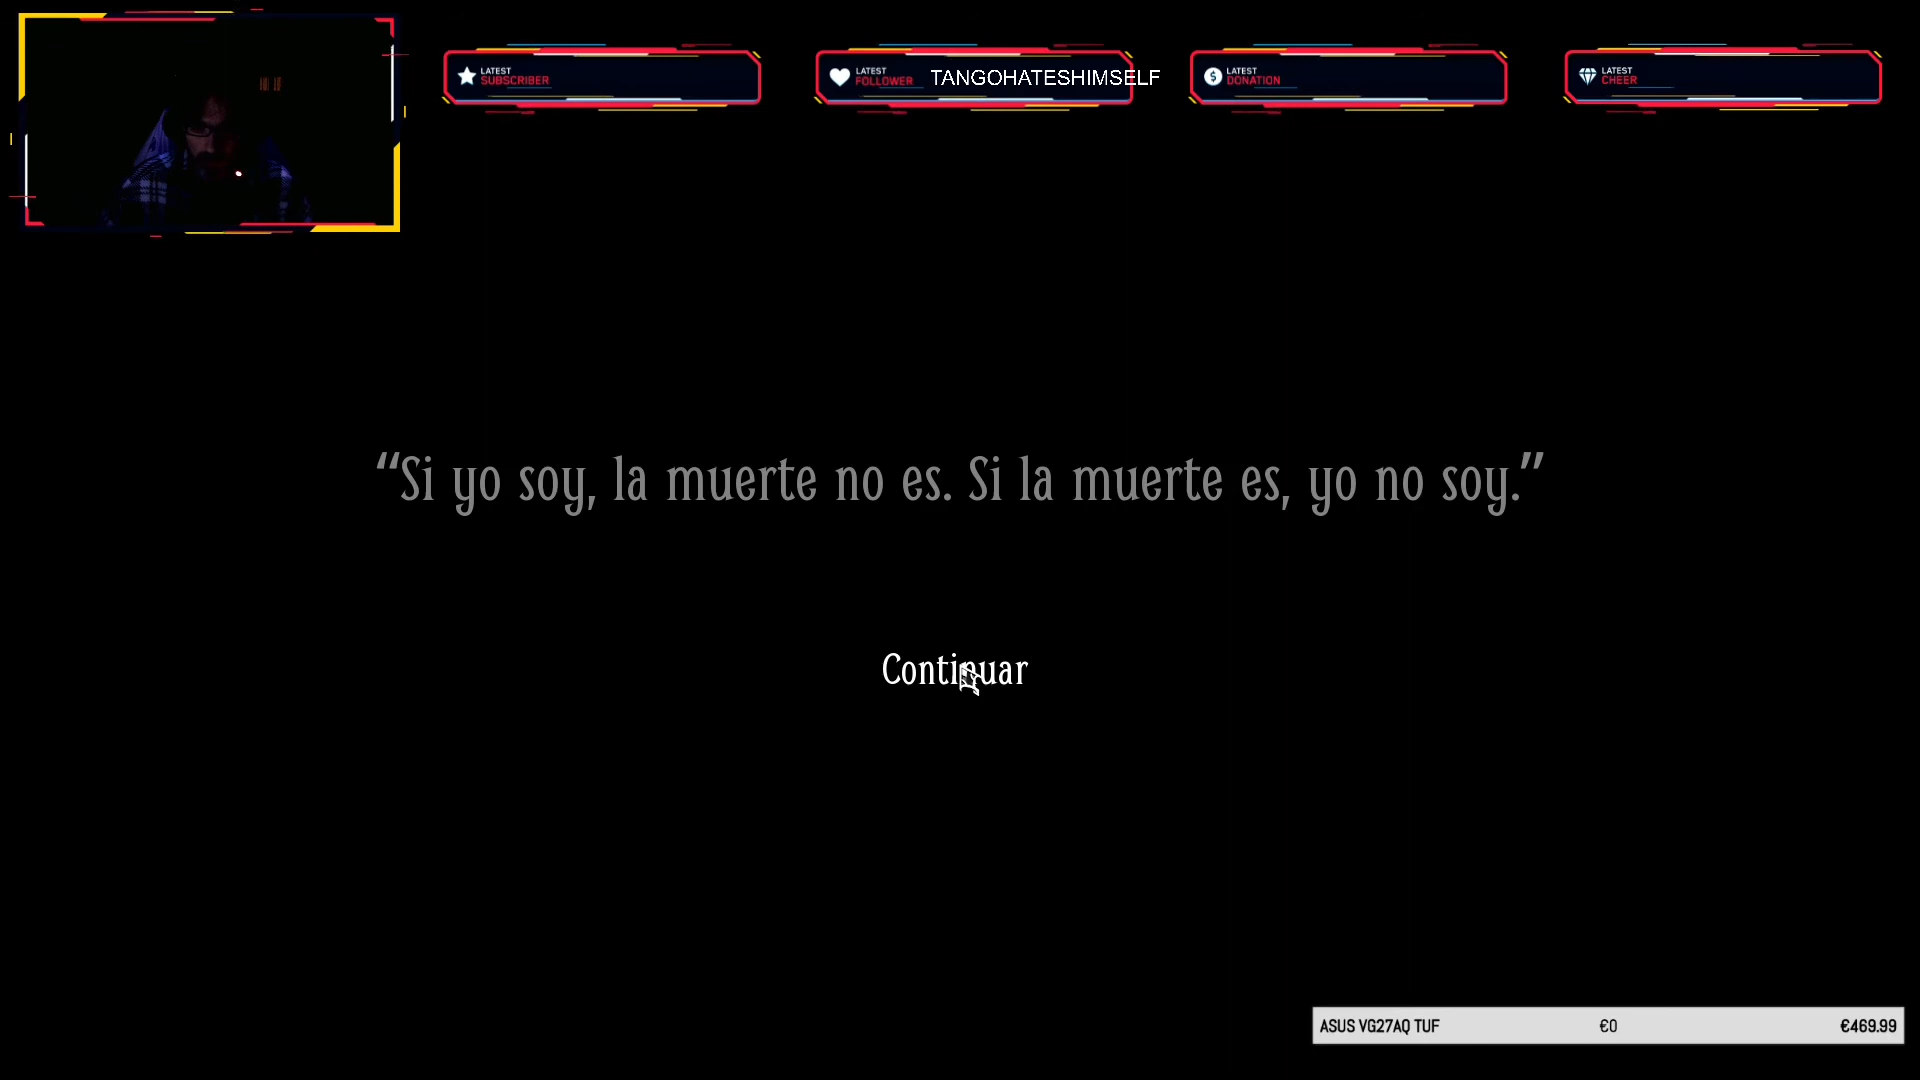 LATEST
SUBSCRIBER
LATEST
FOLLOWER
TANGOHATESHIMSELF
LATEST
DONATION
LATEST
CHEER
“Si yo soy, la muerte no es. Si la muerte es, yo no soy.”
Continuar
ASUS VG27AQ TUF €0 €469.99